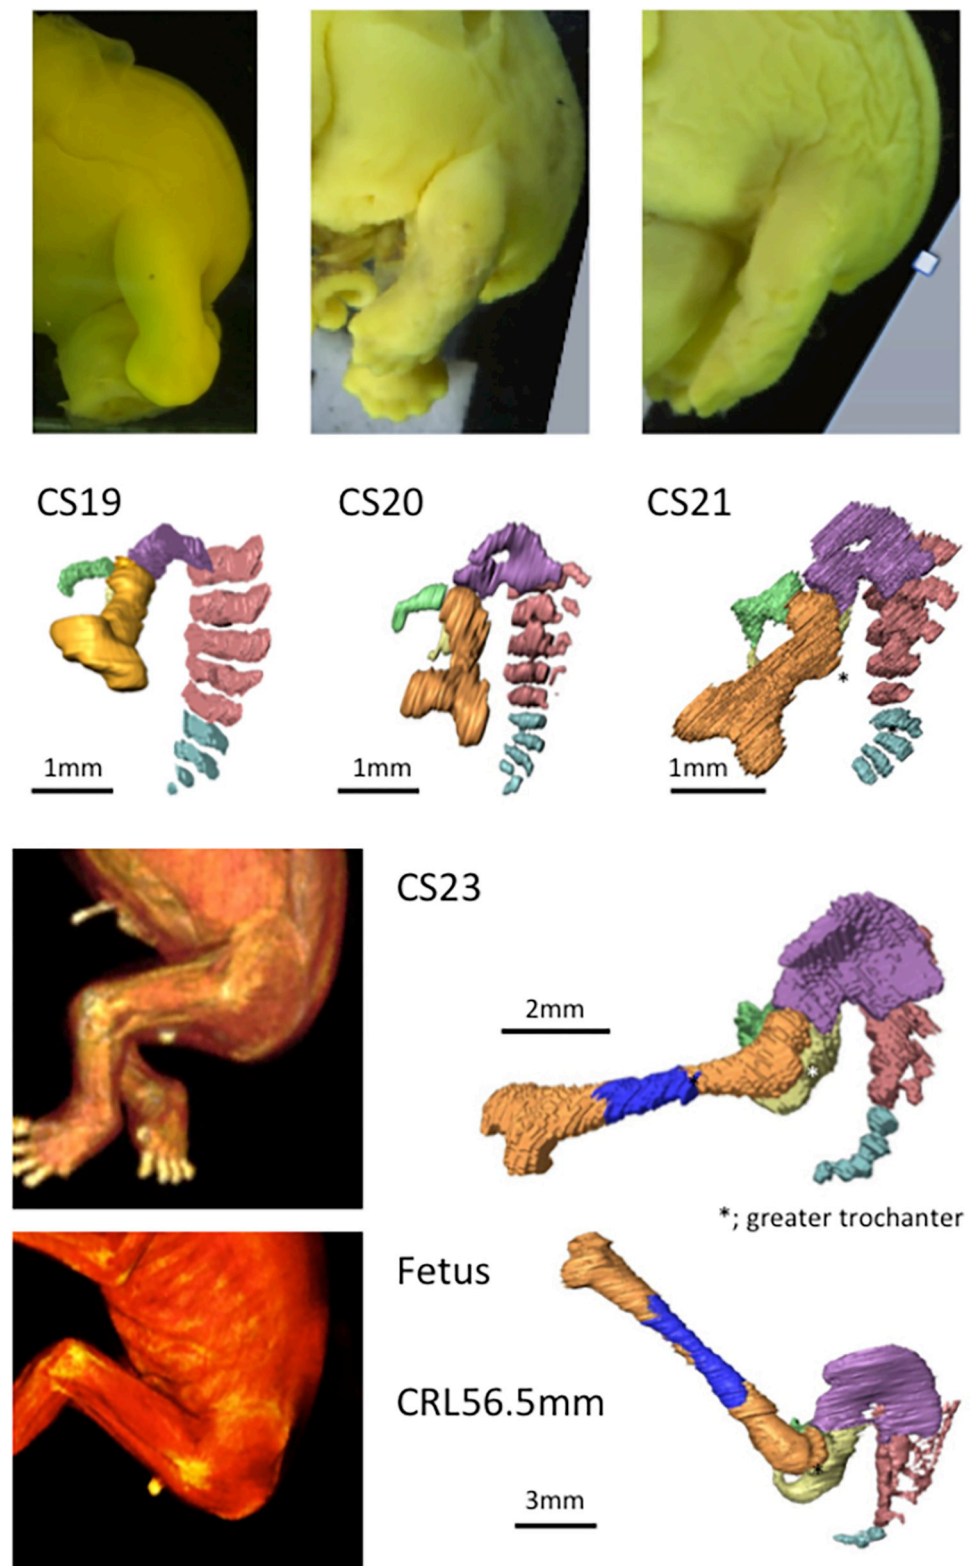 CS19
CS20
CS21
*
1mm
1mm
1mm
CS23
2mm
*
*; greater trochanter
Fetus
CRL56.5mm
*
3mm